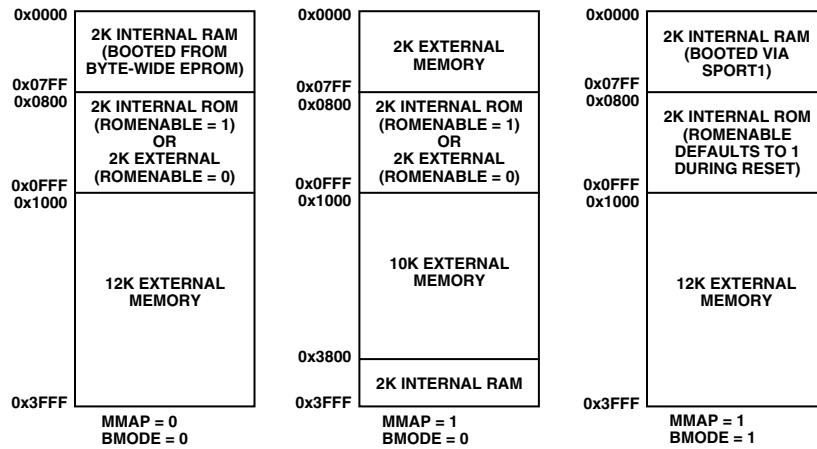 0x0000
2K INTERNAL RAM
(BOOTED FROM
BYTE-WIDE EPROM)
0x07FF
0x0800
2K INTERNAL ROM
(ROMENABLE = 1)
OR
2K EXTERNAL
(ROMENABLE = 0)
0x0FFF
0x1000
12K EXTERNAL
MEMORY
0x3FFF
MMAP = 0
BMODE = 0
0x0000
2K EXTERNAL
MEMORY
0x07FF
0x0800
2K INTERNAL ROM
(ROMENABLE = 1)
OR
2K EXTERNAL
(ROMENABLE = 0)
0x0FFF
0x1000
10K EXTERNAL
MEMORY
0x3800
2K INTERNAL RAM
0x3FFF
MMAP = 1
BMODE = 0
0x0000
2K INTERNAL RAM
(BOOTED VIA
SPORT1)
0x07FF
0x0800
2K INTERNAL ROM
(ROMENABLE
DEFAULTS TO 1
DURING RESET)
0x0FFF
0x1000
12K EXTERNAL
MEMORY
0x3FFF
MMAP = 1
BMODE = 1